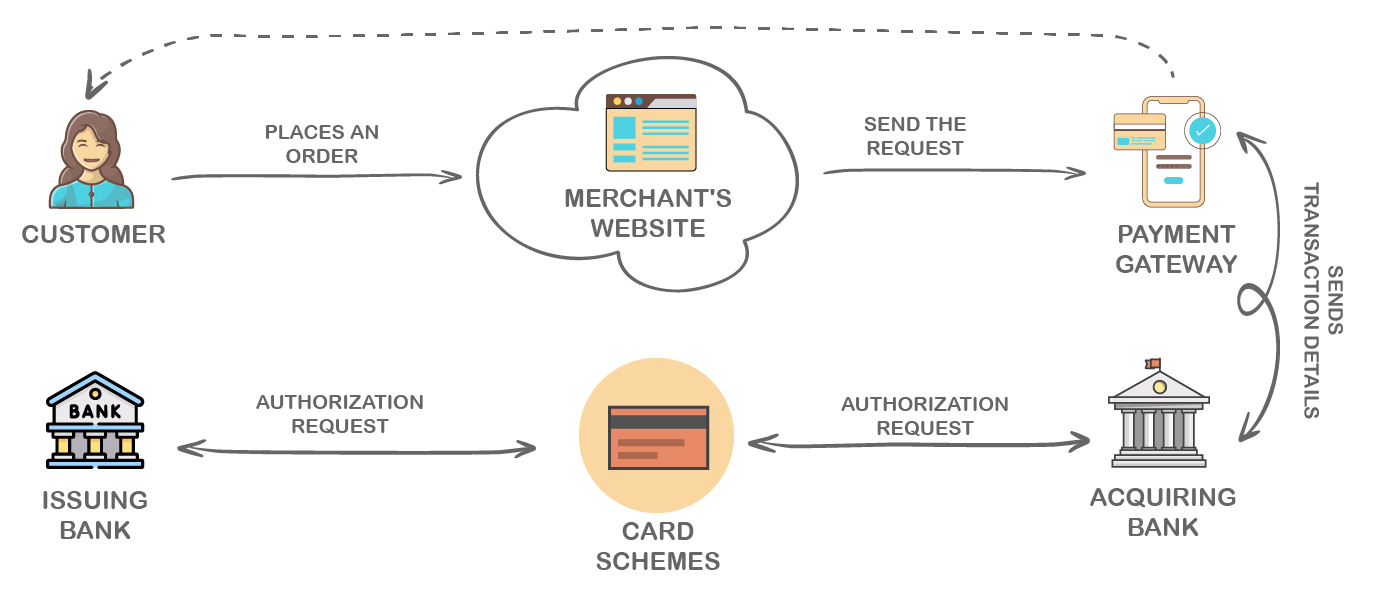 PLACES AN
ORDER
SEND THE
REQUEST
MERCHANT'S
WEBSITE
CUSTOMER
PAYMENT
GATEWAY
SENDS
TRANSACTION DETAILS
BANK
AUTHORIZATION
REQUEST
AUTHORIZATION
REQUEST
ISSUING
BANK
CARD
SCHEMES
ACQUIRING
BANK